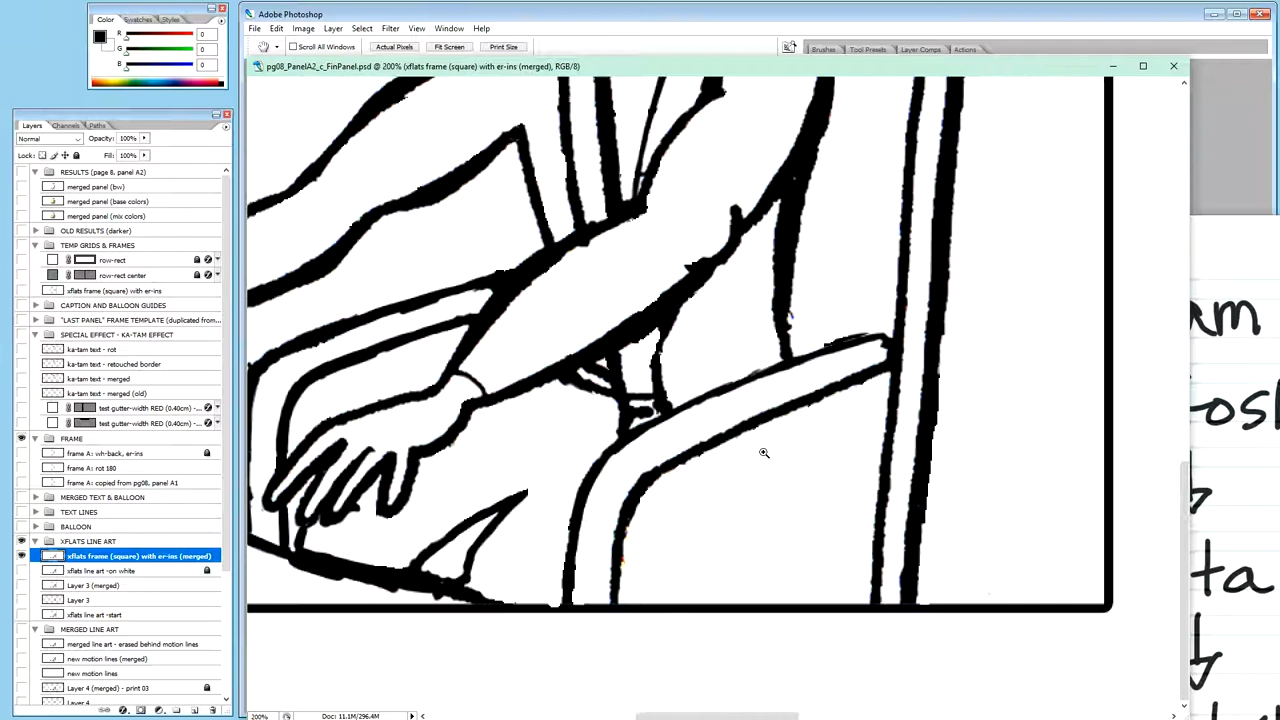 Color Swatches Styles
R 0
G 0
B 0
Adobe Photoshop
File Edit Image Layer Select Filter View Window Help
Scroll All Windows Actual Pixels Fit Screen Print Size
Brushes Tool Presets Layer Comps Actions
pg08_PanelA2_c_FinPanel.psd @ 200% (xflats frame (square) with er-ins (merged), RGB/8)
Layers Channels Paths
Normal Opacity: 100%
Lock: Fill: 100%
RESULTS (page 8, panel A2)
merged panel (bw)
merged panel (base colors)
merged panel (mix colors)
OLD RESULTS (darker)
TEMP GRIDS & FRAMES
row-rect
row-rect center
xflats frame (square) with er-ins
CAPTION AND BALLOON GUIDES
"LAST PANEL" FRAME TEMPLATE (duplicated from...
SPECIAL EFFECT - KA-TAM EFFECT
ka-tam text - rot
ka-tam text - retouched border
ka-tam text - merged
ka-tam text - merged (old)
test gutter-width RED (0.40cm) -...
test gutter-width RED (0.40cm) -...
FRAME
frame A: wh-back, er-ins
frame A: rot 180
frame A: copied from pg08, panel A1
MERGED TEXT & BALLOON
TEXT LINES
BALLOON
XFLATS LINE ART
xflats frame (square) with er-ins (merged)
xflats line art -on white
Layer 3 (merged)
Layer 3
xflats line art -start
MERGED LINE ART
merged line art - erased behind motion lines
new motion lines (merged)
new motion lines
Layer 4 (merged) - print 03
Layer 4
200% Doc: 11.1M/296.4M